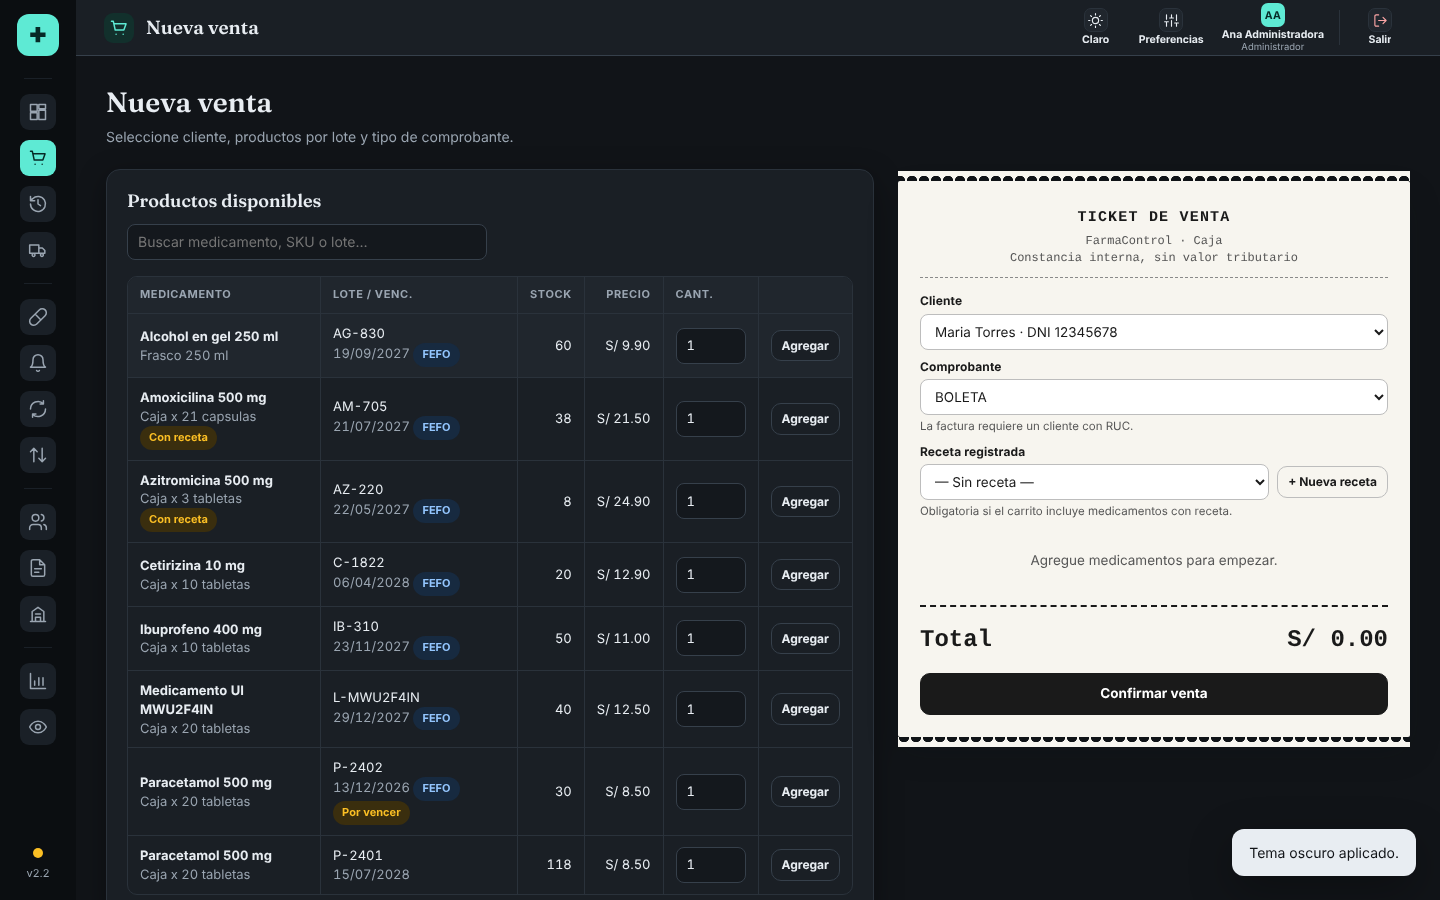 Nueva venta
Claro
Preferencias
AA
Ana Administradora
Administrador
Salir
Nueva venta
Seleccione cliente, productos por lote y tipo de comprobante.
Productos disponibles
Buscar medicamento, SKU o lote...
MEDICAMENTO LOTE / VENC. STOCK PRECIO CANT.
Alcohol en gel 250 ml
Frasco 250 ml
AG-830
19/09/2027 FEFO
60 S/ 9.90 1 Agregar
Amoxicilina 500 mg
Caja x 21 capsulas
Con receta
AM-705
21/07/2027 FEFO
38 S/ 21.50 1 Agregar
Azitromicina 500 mg
Caja x 3 tabletas
Con receta
AZ-220
22/05/2027 FEFO
8 S/ 24.90 1 Agregar
Cetirizina 10 mg
Caja x 10 tabletas
C-1822
06/04/2028 FEFO
20 S/ 12.90 1 Agregar
Ibuprofeno 400 mg
Caja x 10 tabletas
IB-310
23/11/2027 FEFO
50 S/ 11.00 1 Agregar
Medicamento UI
MWU2F4IN
Caja x 20 tabletas
L-MWU2F4IN
29/12/2027 FEFO
40 S/ 12.50 1 Agregar
Paracetamol 500 mg
Caja x 20 tabletas
P-2402
13/12/2026 FEFO
Por vencer
30 S/ 8.50 1 Agregar
Paracetamol 500 mg
Caja x 20 tabletas
P-2401
15/07/2028
118 S/ 8.50 1 Agregar
TICKET DE VENTA
FarmaControl · Caja
Constancia interna, sin valor tributario
Cliente
Maria Torres · DNI 12345678
Comprobante
BOLETA
La factura requiere un cliente con RUC.
Receta registrada
— Sin receta —
+ Nueva receta
Obligatoria si el carrito incluye medicamentos con receta.
Agregue medicamentos para empezar.
Total S/ 0.00
Confirmar venta
Tema oscuro aplicado.
v2.2